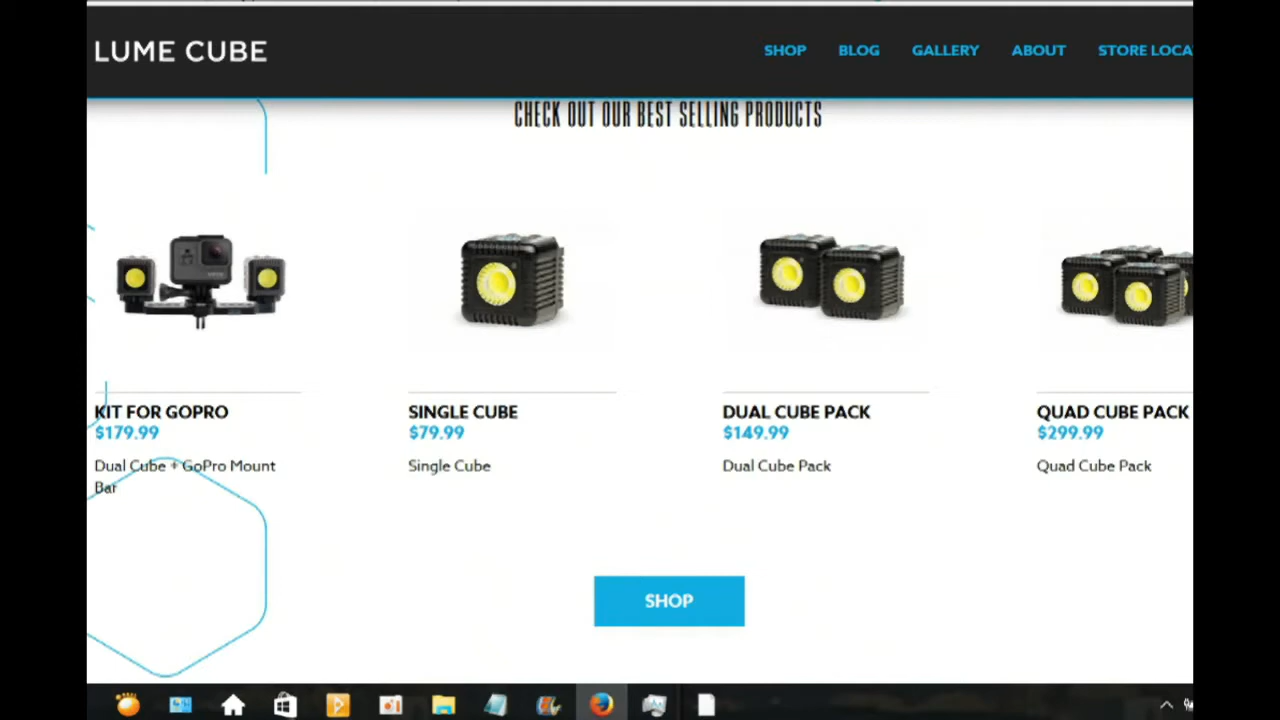 LUME CUBE
SHOP BLOG GALLERY ABOUT STORE LOCA
CHECK OUT OUR BEST SELLING PRODUCTS
KIT FOR GOPRO
$179.99
Dual Cube + GoPro Mount
Bar
SINGLE CUBE
$79.99
Single Cube
DUAL CUBE PACK
$149.99
Dual Cube Pack
QUAD CUBE PACK
$299.99
Quad Cube Pack
SHOP